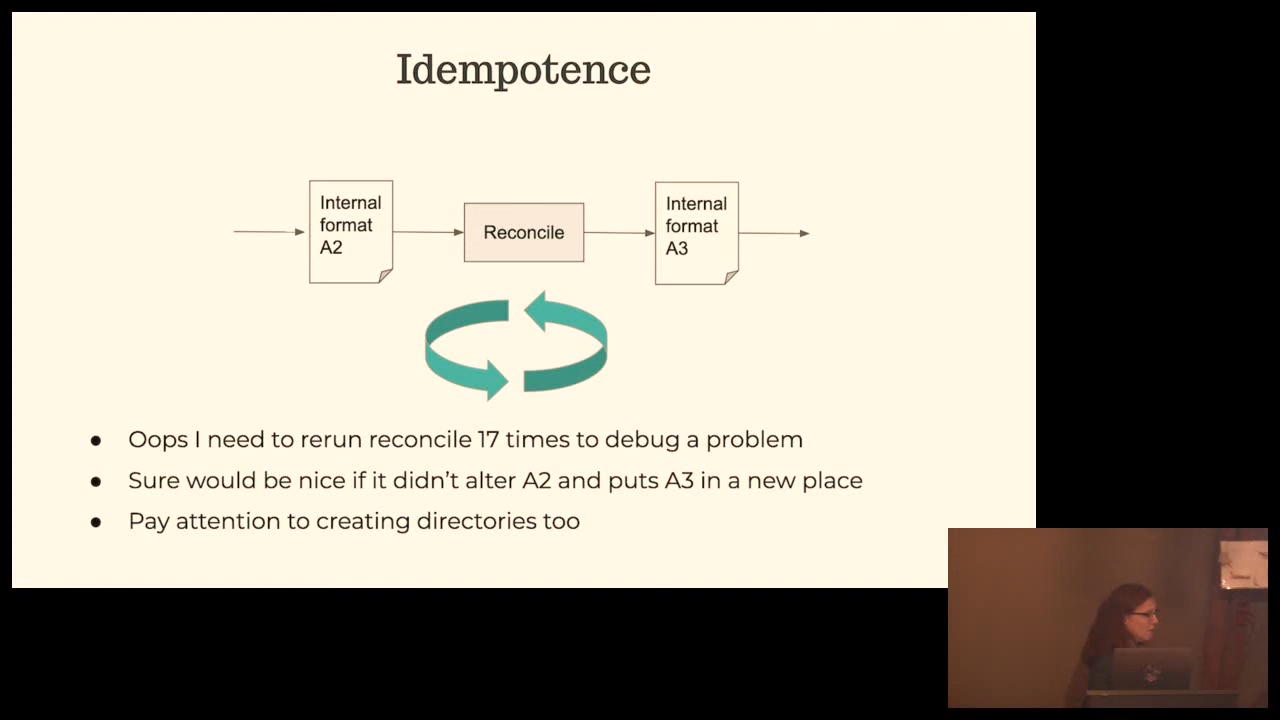 Idempotence
Internal
format
A2
Reconcile
Internal
format
A3
● Oops I need to rerun reconcile 17 times to debug a problem
● Sure would be nice if it didn’t alter A2 and puts A3 in a new place
● Pay attention to creating directories too